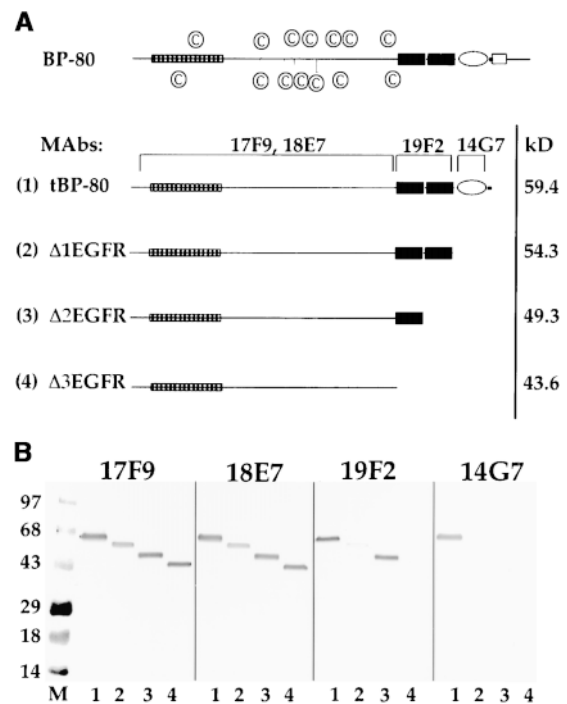 A
© © © © © © ©
BP-80
© © © © © © ©
MAbs: 17F9, 18E7 19F2 14G7 kD
(1) tBP-80 59.4
(2) Δ1EGFR 54.3
(3) Δ2EGFR 49.3
(4) Δ3EGFR 43.6
B
17F9 18E7 19F2 14G7
97
68
43
29
18
14
M 1 2 3 4 1 2 3 4 1 2 3 4 1 2 3 4